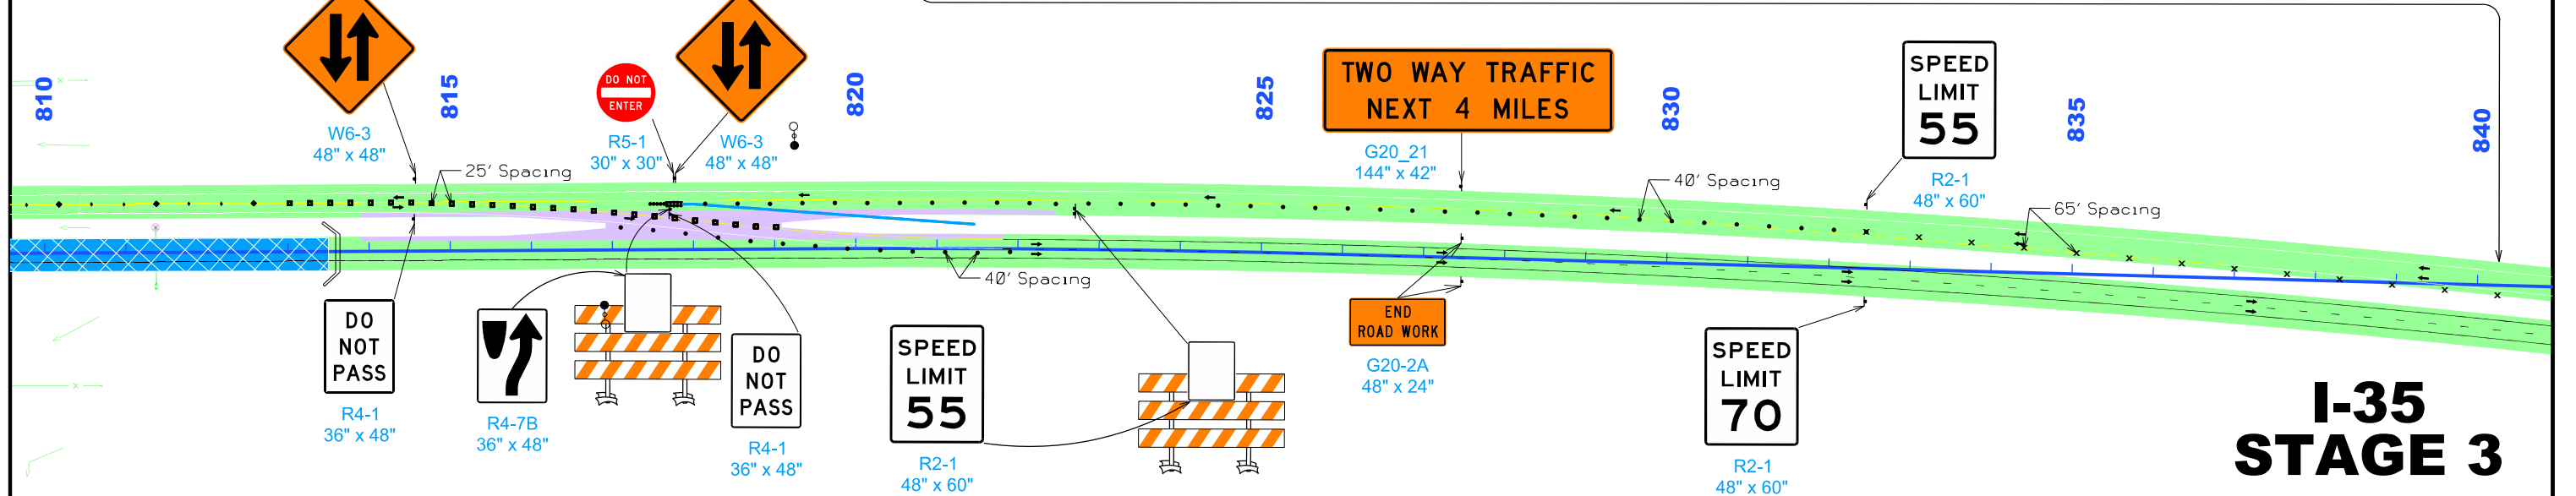 810
W6-3
48" x 48"
815
25' Spacing
DO NOT
ENTER
R5-1
30" x 30"
W6-3
48" x 48"
820
825
TWO WAY TRAFFIC
NEXT 4 MILES
G20_21
144" x 42"
830
40' Spacing
SPEED
LIMIT
55
R2-1
48" x 60"
835
65' Spacing
840
DO
NOT
PASS
R4-1
36" x 48"
R4-7B
36" x 48"
DO
NOT
PASS
R4-1
36" x 48"
SPEED
LIMIT
55
R2-1
48" x 60"
40' Spacing
END
ROAD WORK
G20-2A
48" x 24"
SPEED
LIMIT
70
R2-1
48" x 60"
I-35
STAGE 3